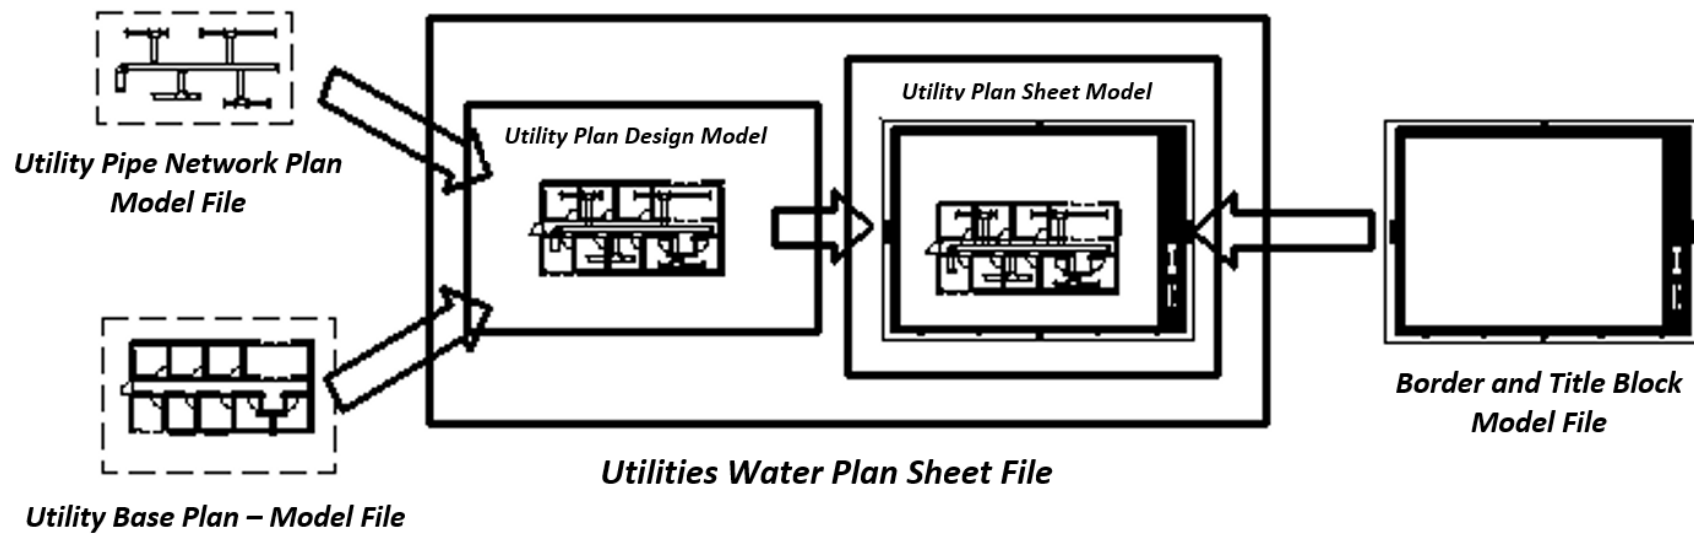 Utility Plan Sheet Model
Utility Plan Design Model
Utility Pipe Network Plan
Model File
Border and Title Block
Model File
Utilities Water Plan Sheet File
Utility Base Plan – Model File